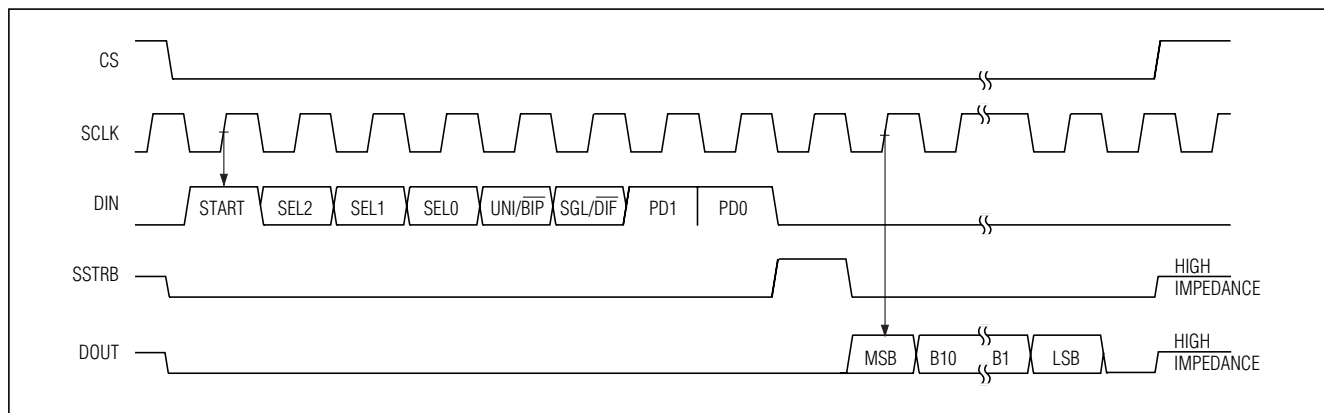 CS
SCLK
DIN
START SEL2 SEL1 SEL0 UNI/BIP SGL/DIF PD1 PD0
SSTRB
HIGH
IMPEDANCE
DOUT
MSB B10 B1 LSB
HIGH
IMPEDANCE